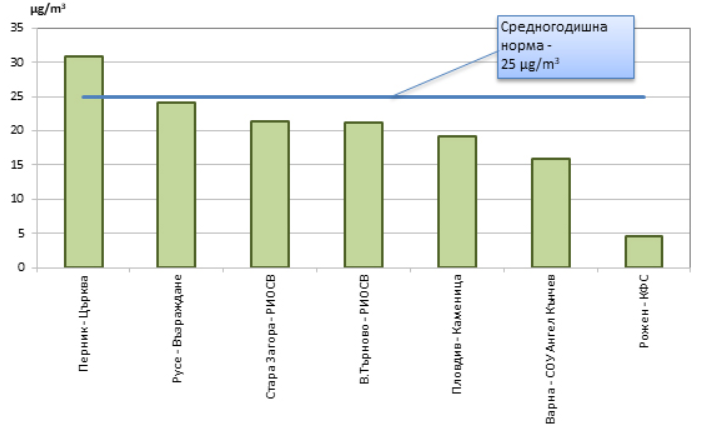 µg/m³
35
30
25
20
15
10
5
0
Средногодишна
норма -
25 µg/m³
Перник - Църква
Русе - Възраждане
Стара Загора- РИОСВ
В.Търново - РИОСВ
Пловдив - Каменица
Варна - СОУ Ангел Кънчев
Рожен - КФС